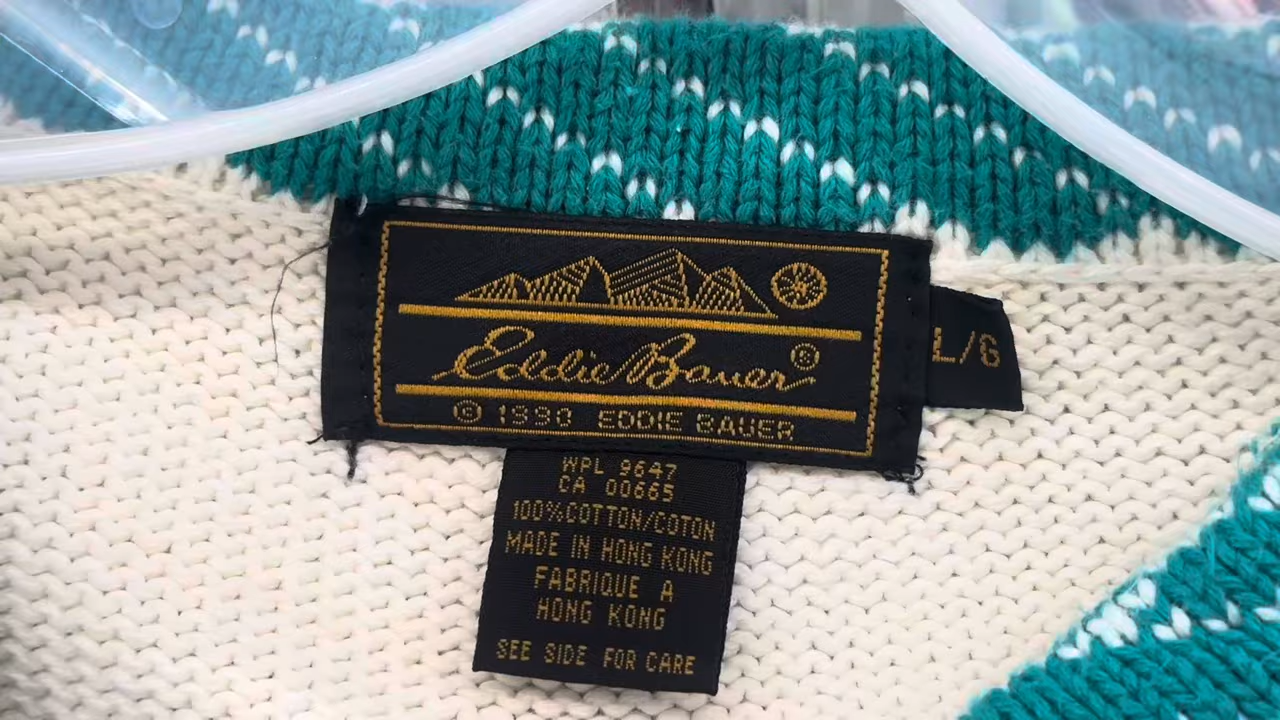 Eddie Bauer ®
© 1990 EDDIE BAUER
L/G
WPL 9647
CA 00665
100% COTTON/COTON
MADE IN HONG KONG
FABRIQUE A
HONG KONG
SEE SIDE FOR CARE